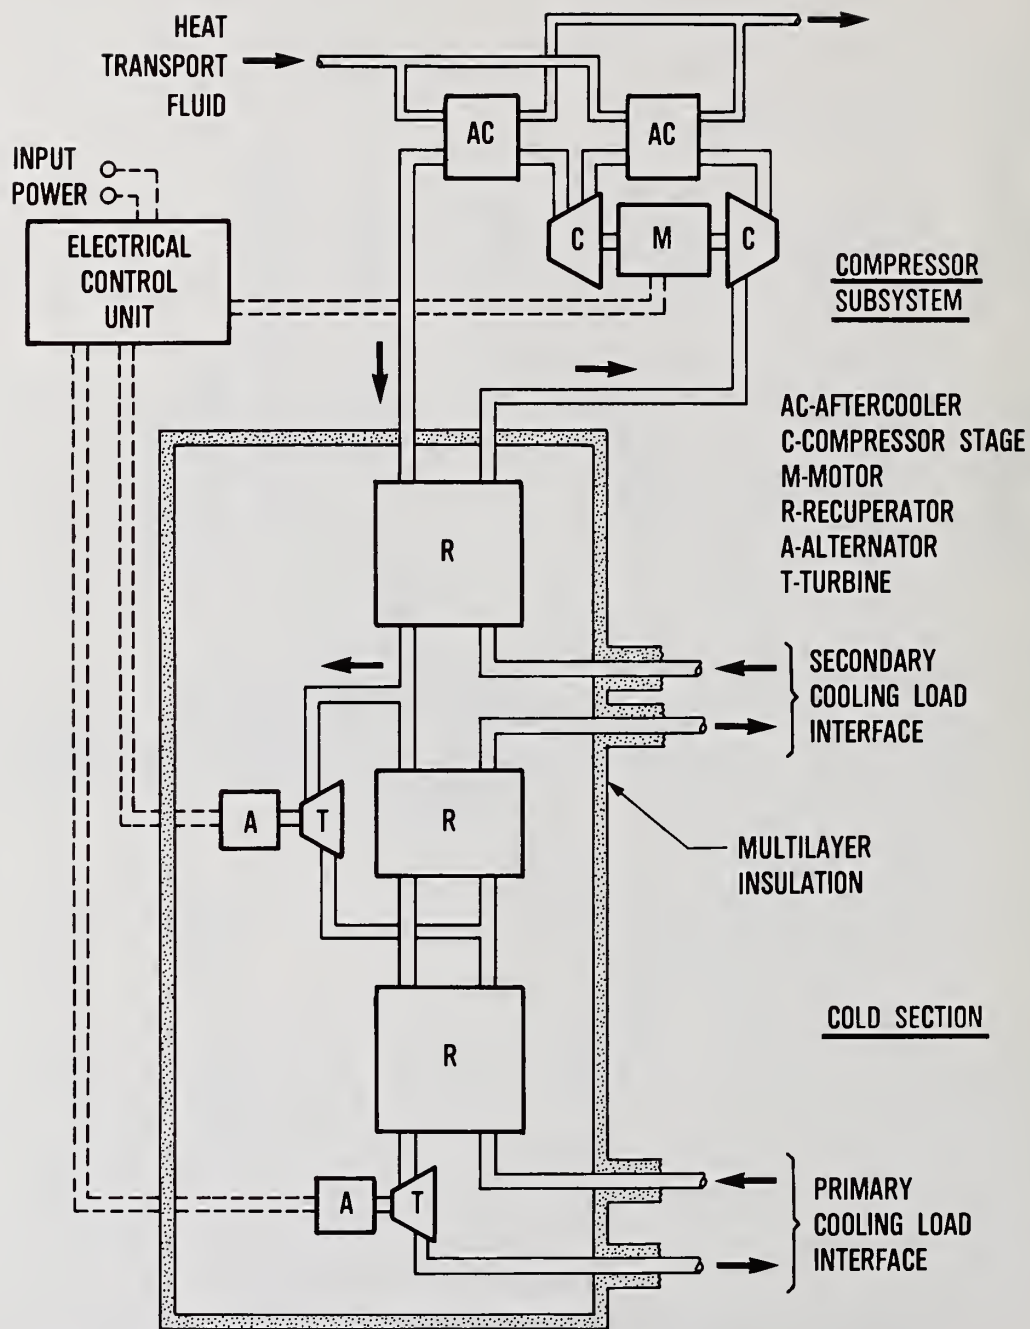 HEAT
TRANSPORT
FLUID
AC
AC
INPUT
POWER
ELECTRICAL
CONTROL
UNIT
C
M
C
COMPRESSOR
SUBSYSTEM
AC-AFTERCOOLER
C-COMPRESSOR STAGE
M-MOTOR
R-RECUPERATOR
A-ALTERNATOR
T-TURBINE
R
SECONDARY
COOLING LOAD
INTERFACE
A
T
R
MULTILAYER
INSULATION
COLD SECTION
R
A
T
PRIMARY
COOLING LOAD
INTERFACE